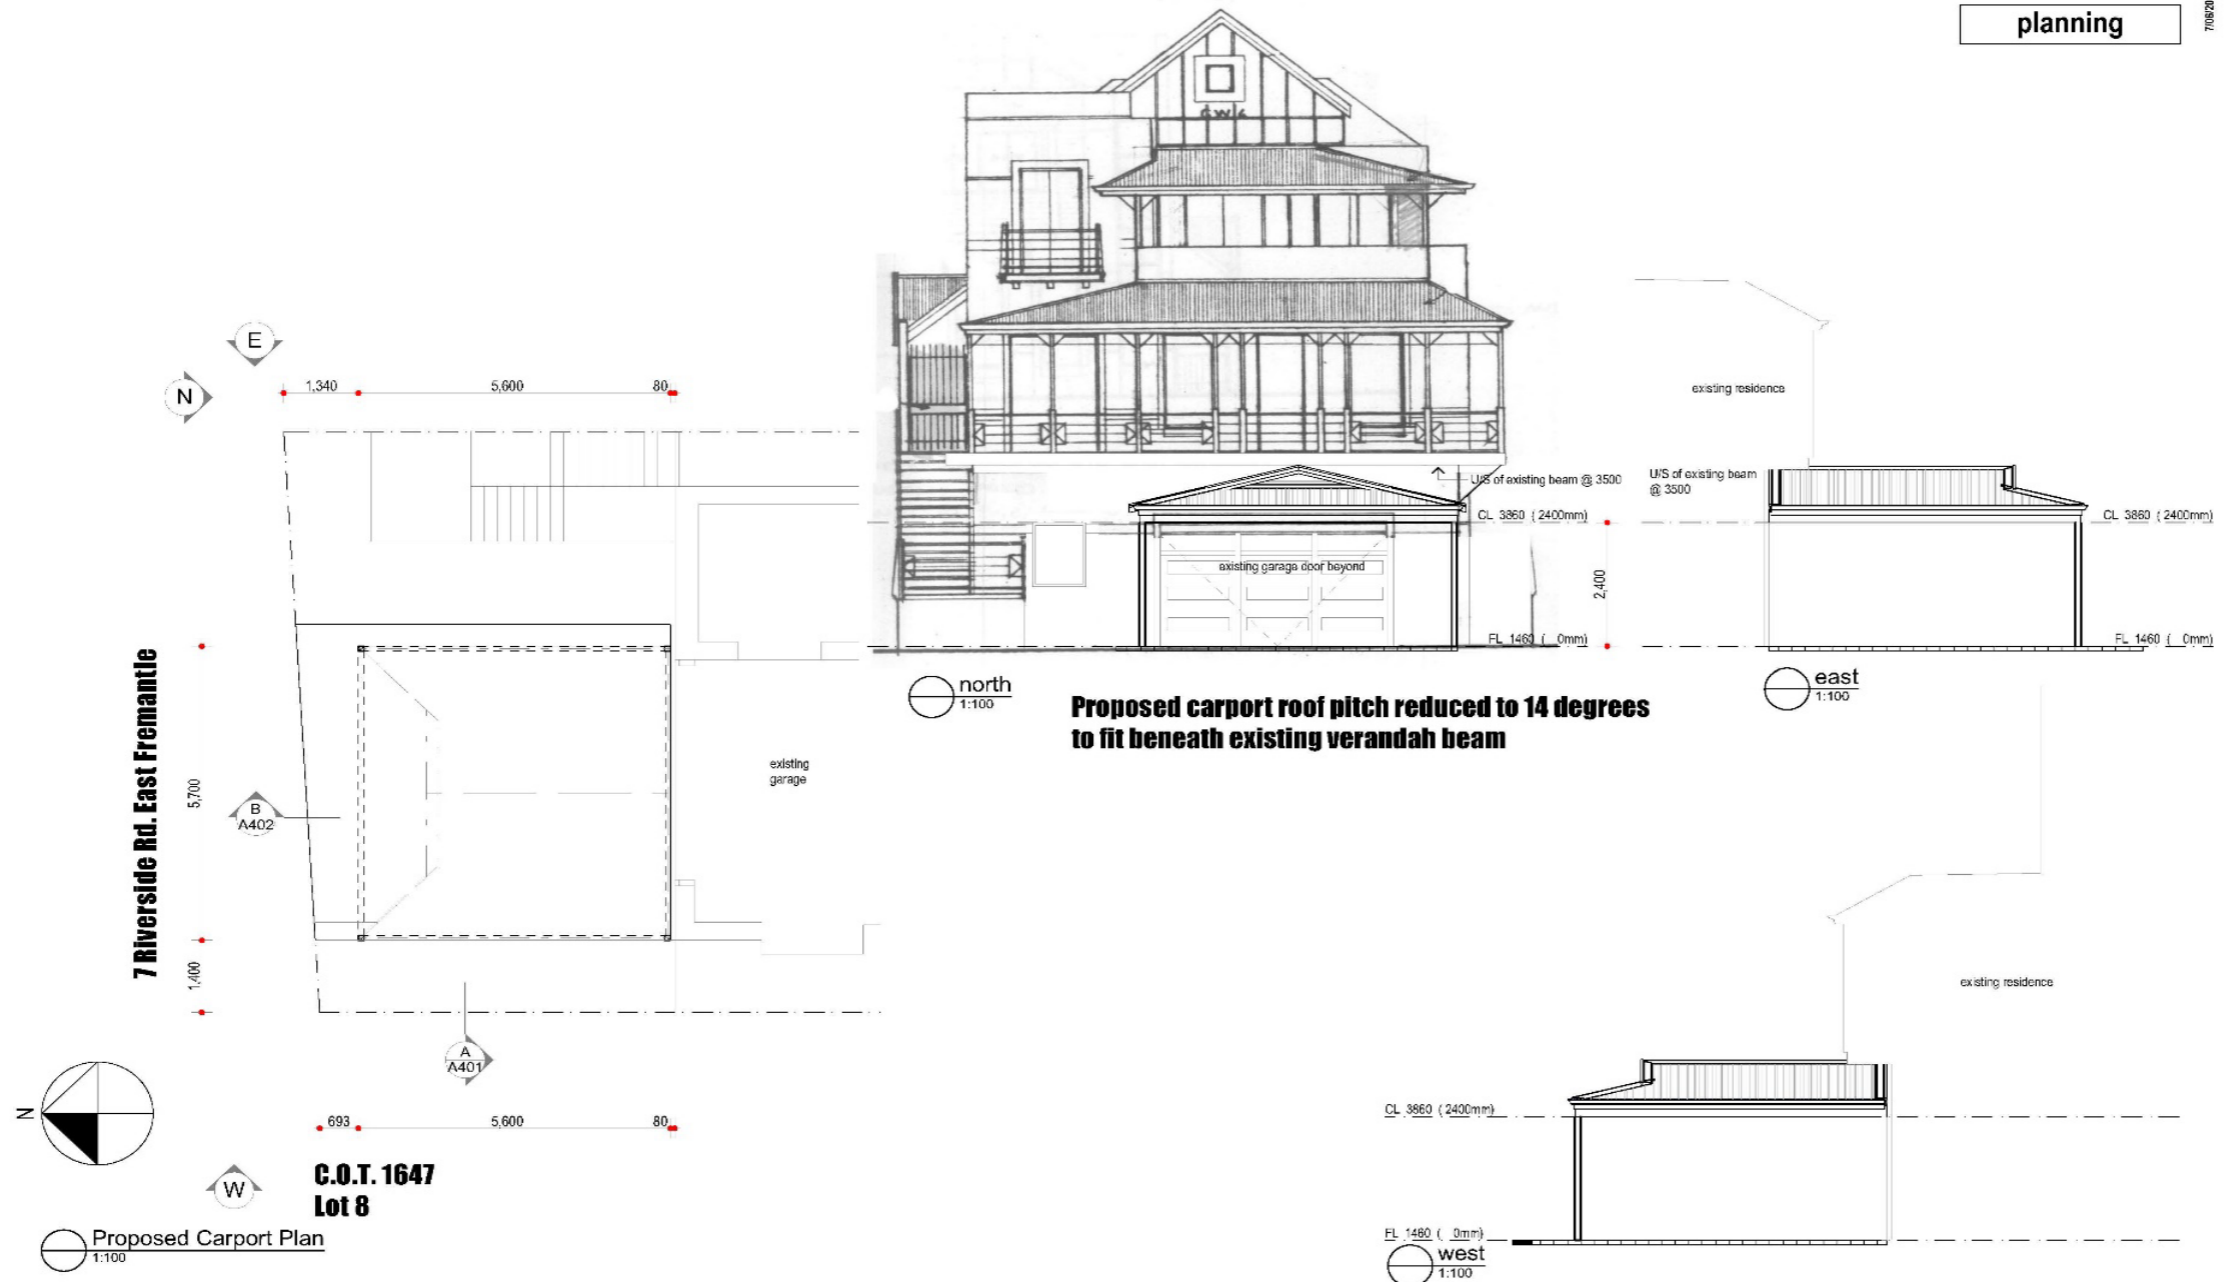 planning
7/06/20
GWIS
E
N
1,340
5,600
80
existing residence
U/S of existing beam @ 3500
U/S of existing beam
@ 3500
CL 3860 ( 2400mm)
CL 3860 ( 2400mm)
existing garage door beyond
2,400
FL 1460 ( 0mm)
FL 1460 ( 0mm)
north
1:100
east
1:100
Proposed carport roof pitch reduced to 14 degrees
to fit beneath existing verandah beam
7 Riverside Rd. East Fremantle
5,700
1,400
existing
garage
B
A402
A
A401
existing residence
N
693
5,600
80
W
C.O.T. 1647
Lot 8
Proposed Carport Plan
1:100
CL 3860 ( 2400mm)
FL 1460 ( 0mm)
west
1:100